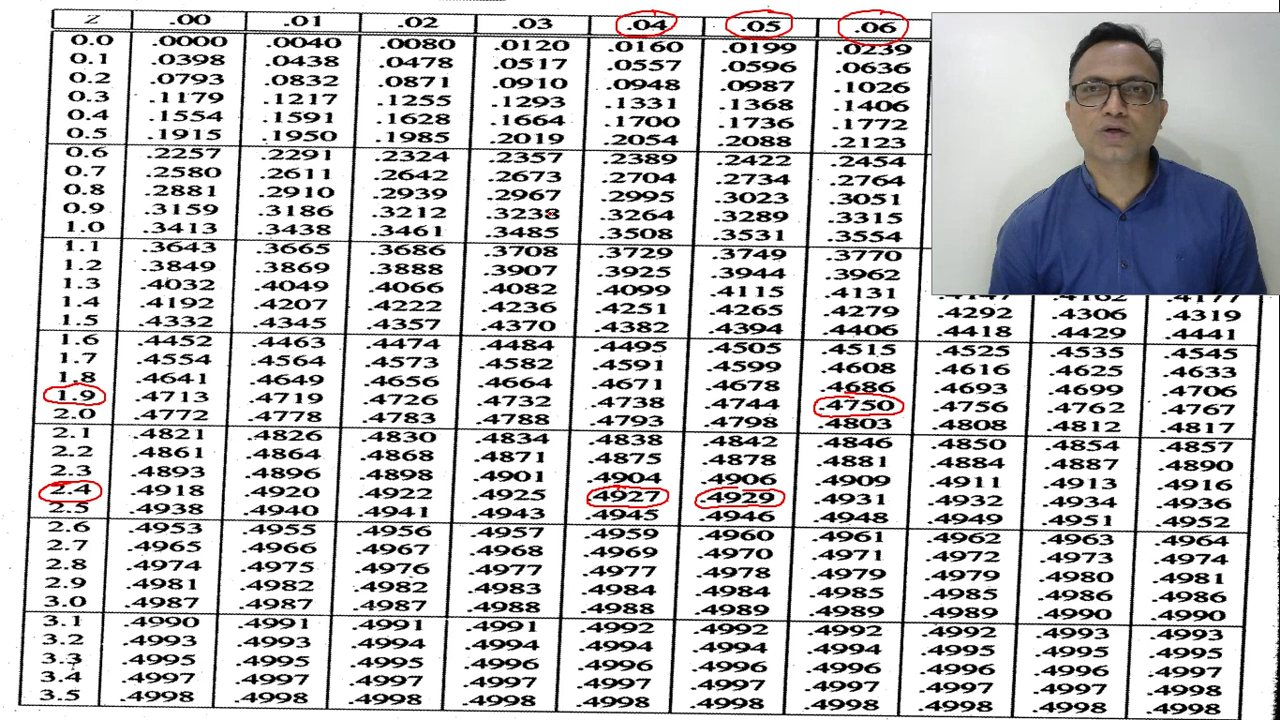 z .00 .01 .02 .03 .04 .05 .06
0.0 .0000 .0040 .0080 .0120 .0160 .0199 .0239
0.1 .0398 .0438 .0478 .0517 .0557 .0596 .0636
0.2 .0793 .0832 .0871 .0910 .0948 .0987 .1026
0.3 .1179 .1217 .1255 .1293 .1331 .1368 .1406
0.4 .1554 .1591 .1628 .1664 .1700 .1736 .1772
0.5 .1915 .1950 .1985 .2019 .2054 .2088 .2123
0.6 .2257 .2291 .2324 .2357 .2389 .2422 .2454
0.7 .2580 .2611 .2642 .2673 .2704 .2734 .2764
0.8 .2881 .2910 .2939 .2967 .2995 .3023 .3051
0.9 .3159 .3186 .3212 .3238 .3264 .3289 .3315
1.0 .3413 .3438 .3461 .3485 .3508 .3531 .3554
1.1 .3643 .3665 .3686 .3708 .3729 .3749 .3770
1.2 .3849 .3869 .3888 .3907 .3925 .3944 .3962
1.3 .4032 .4049 .4066 .4082 .4099 .4115 .4131 .4147 .4162 .4177
1.4 .4192 .4207 .4222 .4236 .4251 .4265 .4279 .4292 .4306 .4319
1.5 .4332 .4345 .4357 .4370 .4382 .4394 .4406 .4418 .4429 .4441
1.6 .4452 .4463 .4474 .4484 .4495 .4505 .4515 .4525 .4535 .4545
1.7 .4554 .4564 .4573 .4582 .4591 .4599 .4608 .4616 .4625 .4633
1.8 .4641 .4649 .4656 .4664 .4671 .4678 .4686 .4693 .4699 .4706
1.9 .4713 .4719 .4726 .4732 .4738 .4744 .4750 .4756 .4762 .4767
2.0 .4772 .4778 .4783 .4788 .4793 .4798 .4803 .4808 .4812 .4817
2.1 .4821 .4826 .4830 .4834 .4838 .4842 .4846 .4850 .4854 .4857
2.2 .4861 .4864 .4868 .4871 .4875 .4878 .4881 .4884 .4887 .4890
2.3 .4893 .4896 .4898 .4901 .4904 .4906 .4909 .4911 .4913 .4916
2.4 .4918 .4920 .4922 .4925 .4927 .4929 .4931 .4932 .4934 .4936
2.5 .4938 .4940 .4941 .4943 .4945 .4946 .4948 .4949 .4951 .4952
2.6 .4953 .4955 .4956 .4957 .4959 .4960 .4961 .4962 .4963 .4964
2.7 .4965 .4966 .4967 .4968 .4969 .4970 .4971 .4972 .4973 .4974
2.8 .4974 .4975 .4976 .4977 .4977 .4978 .4979 .4979 .4980 .4981
2.9 .4981 .4982 .4982 .4983 .4984 .4984 .4985 .4985 .4986 .4986
3.0 .4987 .4987 .4987 .4988 .4988 .4989 .4989 .4989 .4990 .4990
3.1 .4990 .4991 .4991 .4991 .4992 .4992 .4992 .4992 .4993 .4993
3.2 .4993 .4993 .4994 .4994 .4994 .4994 .4994 .4995 .4995 .4995
3.3 .4995 .4995 .4995 .4996 .4996 .4996 .4996 .4996 .4996 .4997
3.4 .4997 .4997 .4997 .4997 .4997 .4997 .4997 .4997 .4997 .4998
3.5 .4998 .4998 .4998 .4998 .4998 .4998 .4998 .4998 .4998 .4998